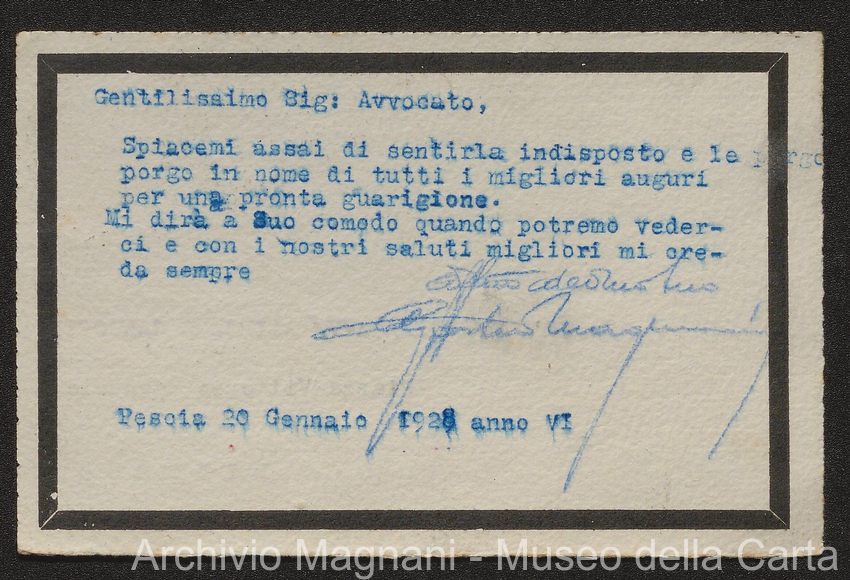 Gentilissimo Sig: Avvocato,
Spiacemi assai di sentirla indisposto e le porgo
porgo in nome di tutti i migliori auguri
per una pronta guarigione.
Mi dirà a Suo comodo quando potremo veder-
ci e con i nostri saluti migliori mi cre-
da sempre
Magnani
Pescia 20 Gennaio 1928 anno VI
Archivio Magnani - Museo della Carta